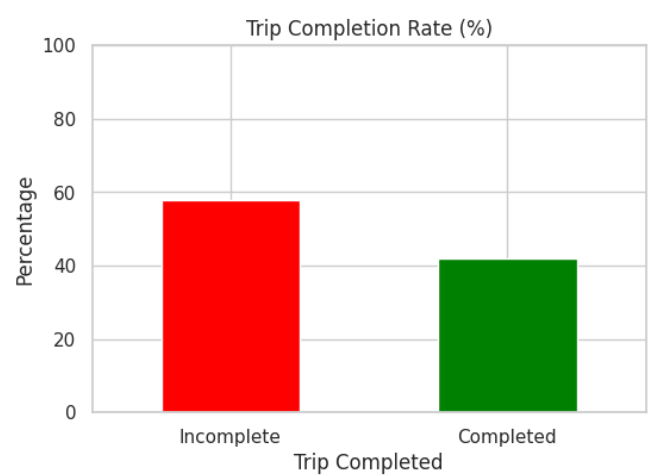 Trip Completion Rate (%)
100
80
60
40
20
0
Percentage
Incomplete
Completed
Trip Completed